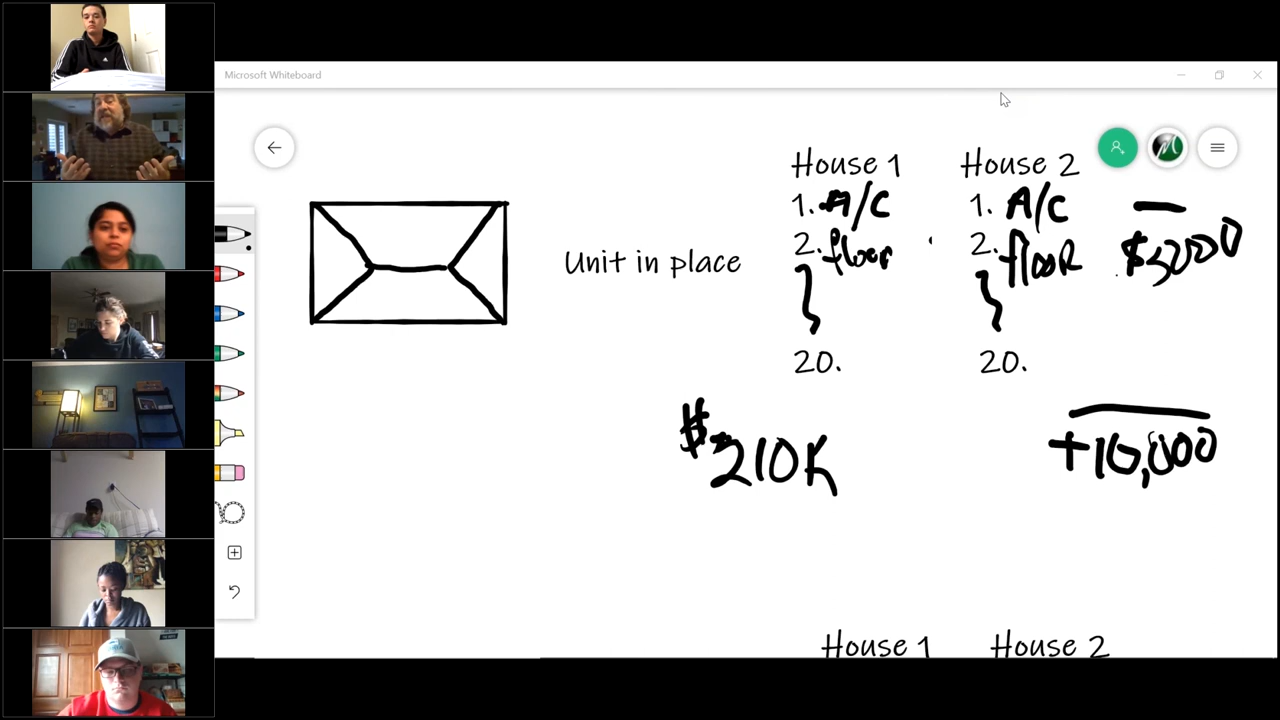 Microsoft Whiteboard
House 1 House 2
1. A/C 1. A/C
2. floor 2. floor $3000
Unit in place
20. 20.
$210K +10,000
House 1 House 2